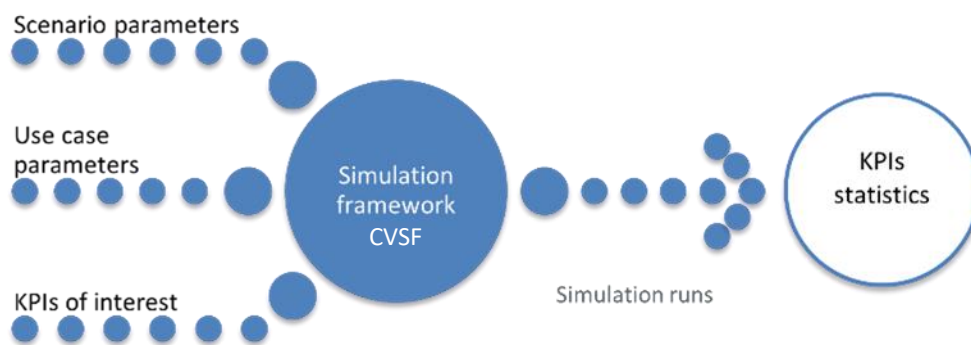 Scenario parameters
Use case
parameters
KPIs of interest
Simulation
framework
CVSF
Simulation runs
KPIs
statistics